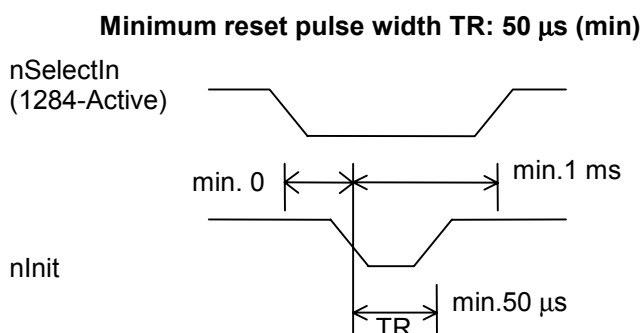 Minimum reset pulse width TR: 50 μs (min)
nSelectIn
(1284-Active)
min. 0
min.1 ms
nInit
min.50 μs
TR